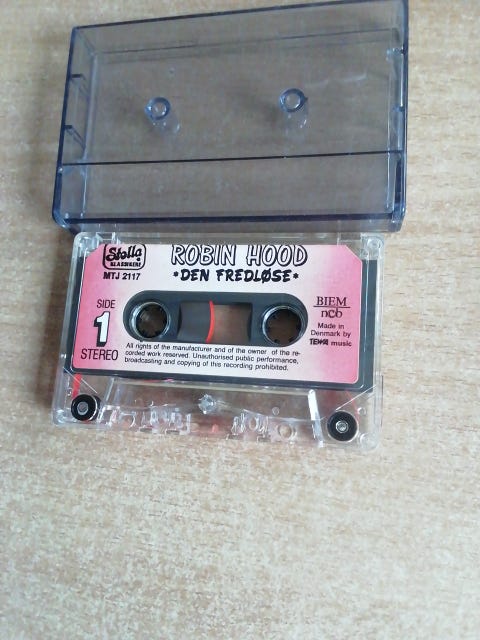 Stella
KLASSIKERE
MTJ 2117
ROBIN HOOD
*DEN FREDLØSE*
SIDE
1
STEREO
BIEM
ncb
Made in
Denmark by
music
All rights of the manufacturer and of the owner of the re-
corded work reserved. Unauthorised public performance,
broadcasting and copying of this recording prohibited.